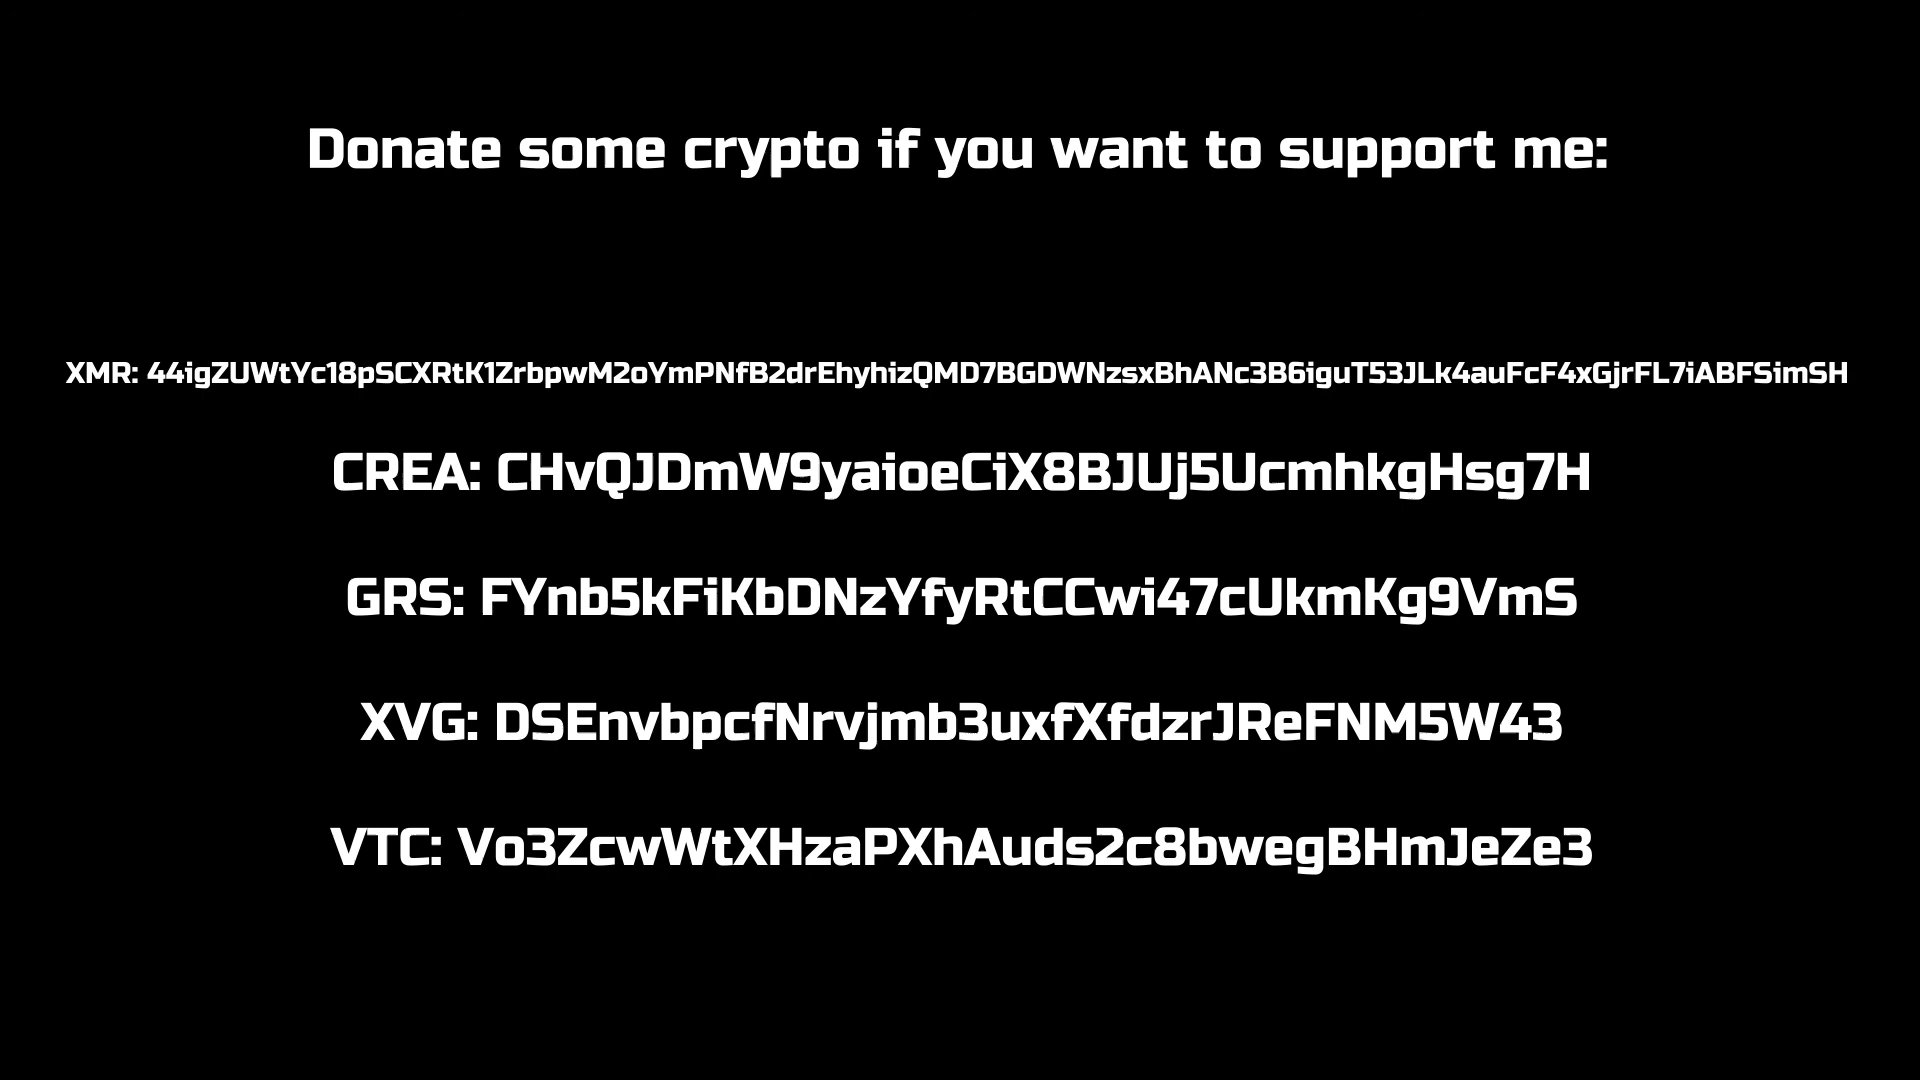 Donate some crypto if you want to support me:
XMR: 44igZUWtYc18pSCXRtK1ZrbpwM2oYmPNfB2drEhyhizQMD7BGDWNzsxBhANc3B6iguT53JLk4auFcF4xGjrFL7iABFSimSH
CREA: CHvQJDmW9yaioeCiX8BJUj5UcmhkgHsg7H
GRS: FYnb5kFiKbDNzYfyRtCCwi47cUkmKg9VmS
XVG: DSEnvbpcfNrvjmb3uxfXfdzrJReFNM5W43
VTC: Vo3ZcwWtXHzaPXhAuds2c8bwegBHmJeZe3